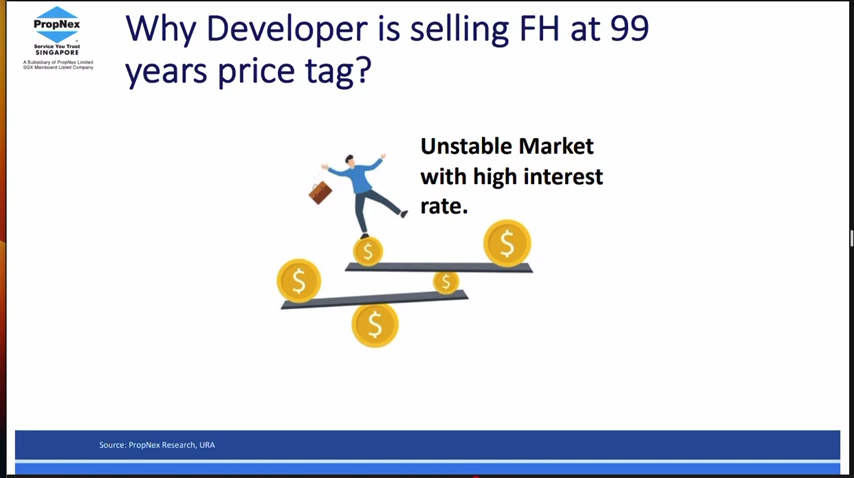 PropNex
Service You Trust
SINGAPORE
A Subsidiary of PropNex Limited
SGX Mainboard Listed Company
Why Developer is selling FH at 99
years price tag?
Unstable Market
with high interest
rate.
$
$
$
$
$
Source: PropNex Research, URA